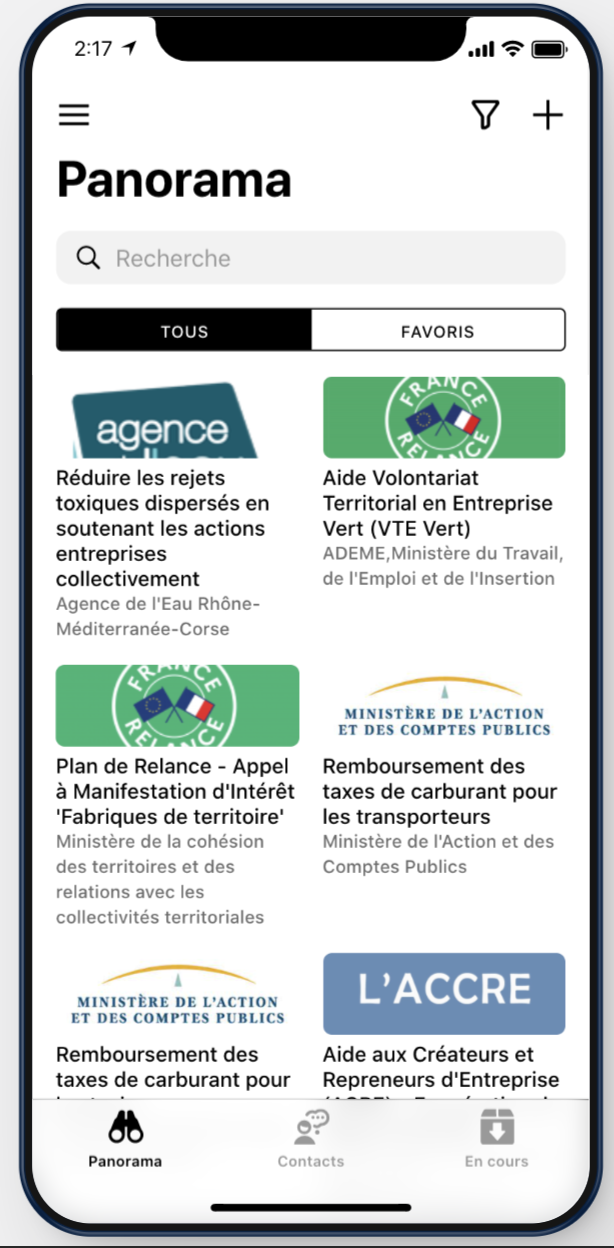 2:17
Panorama
Recherche
TOUS
FAVORIS
agence
Réduire les rejets
toxiques dispersés en
soutenant les actions
entreprises
collectivement
Agence de l'Eau Rhône-
Méditerranée-Corse
FRANCE
RELANCE
Aide Volontariat
Territorial en Entreprise
Vert (VTE Vert)
ADEME,Ministère du Travail,
de l'Emploi et de l'Insertion
FRANCE
RELANCE
Plan de Relance - Appel
à Manifestation d'Intérêt
'Fabriques de territoire'
Ministère de la cohésion
des territoires et des
relations avec les
collectivités territoriales
MINISTÈRE DE L'ACTION
ET DES COMPTES PUBLICS
Remboursement des
taxes de carburant pour
les transporteurs
Ministère de l'Action et des
Comptes Publics
MINISTÈRE DE L'ACTION
ET DES COMPTES PUBLICS
Remboursement des
taxes de carburant pour
L'ACCRE
Aide aux Créateurs et
Repreneurs d'Entreprise
Panorama
Contacts
En cours